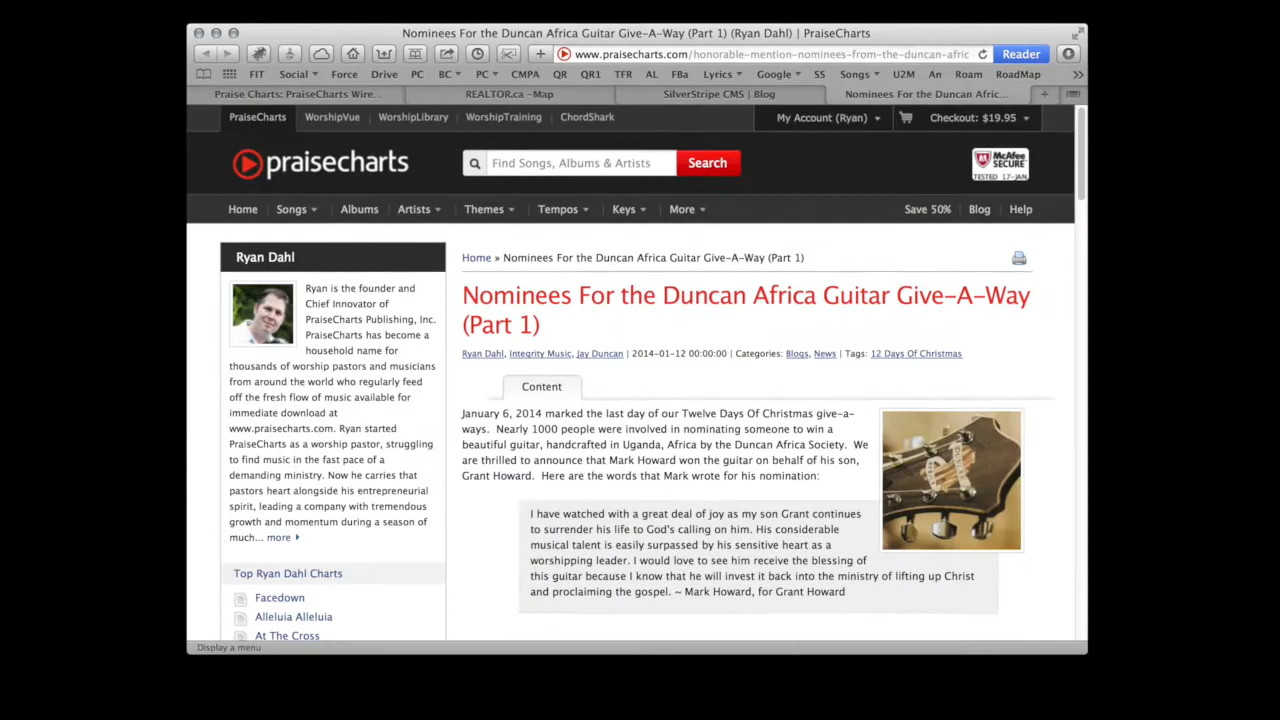 Nominees For the Duncan Africa Guitar Give-A-Way (Part 1) (Ryan Dahl) | PraiseCharts
www.praisecharts.com/honorable-mention-nominees-from-the-duncan-afric
Reader
FIT Social Force Drive PC BC PC CMPA QR QR1 TFR AL FBa Lyrics Google SS Songs U2M An Roam RoadMap
Praise Charts: PraiseCharts Wire... REALTOR.ca -Map SilverStripe CMS | Blog Nominees For the Duncan Afric...
PraiseCharts WorshipVue WorshipLibrary WorshipTraining ChordShark My Account (Ryan) Checkout: $19.95
praisecharts Find Songs, Albums & Artists Search McAfee SECURE
TESTED 17-JAN
Home Songs Albums Artists Themes Tempos Keys More Save 50% Blog Help
Ryan Dahl
Ryan is the founder and
Chief Innovator of
PraiseCharts Publishing, Inc.
PraiseCharts has become a
household name for
thousands of worship pastors and musicians
from around the world who regularly feed
off the fresh flow of music available for
immediate download at
www.praisecharts.com. Ryan started
PraiseCharts as a worship pastor, struggling
to find music in the fast pace of a
demanding ministry. Now he carries that
pastors heart alongside his entrepreneurial
spirit, leading a company with tremendous
growth and momentum during a season of
much... more
Top Ryan Dahl Charts
Facedown
Alleluia Alleluia
At The Cross
Home » Nominees For the Duncan Africa Guitar Give-A-Way (Part 1)
Nominees For the Duncan Africa Guitar Give-A-Way
(Part 1)
Ryan Dahl, Integrity Music, Jay Duncan | 2014-01-12 00:00:00 | Categories: Blogs, News | Tags: 12 Days Of Christmas
Content
January 6, 2014 marked the last day of our Twelve Days Of Christmas give-a-
ways. Nearly 1000 people were involved in nominating someone to win a
beautiful guitar, handcrafted in Uganda, Africa by the Duncan Africa Society. We
are thrilled to announce that Mark Howard won the guitar on behalf of his son,
Grant Howard. Here are the words that Mark wrote for his nomination:
I have watched with a great deal of joy as my son Grant continues
to surrender his life to God's calling on him. His considerable
musical talent is easily surpassed by his sensitive heart as a
worshipping leader. I would love to see him receive the blessing of
this guitar because I know that he will invest it back into the ministry of lifting up Christ
and proclaiming the gospel. ~ Mark Howard, for Grant Howard
Display a menu